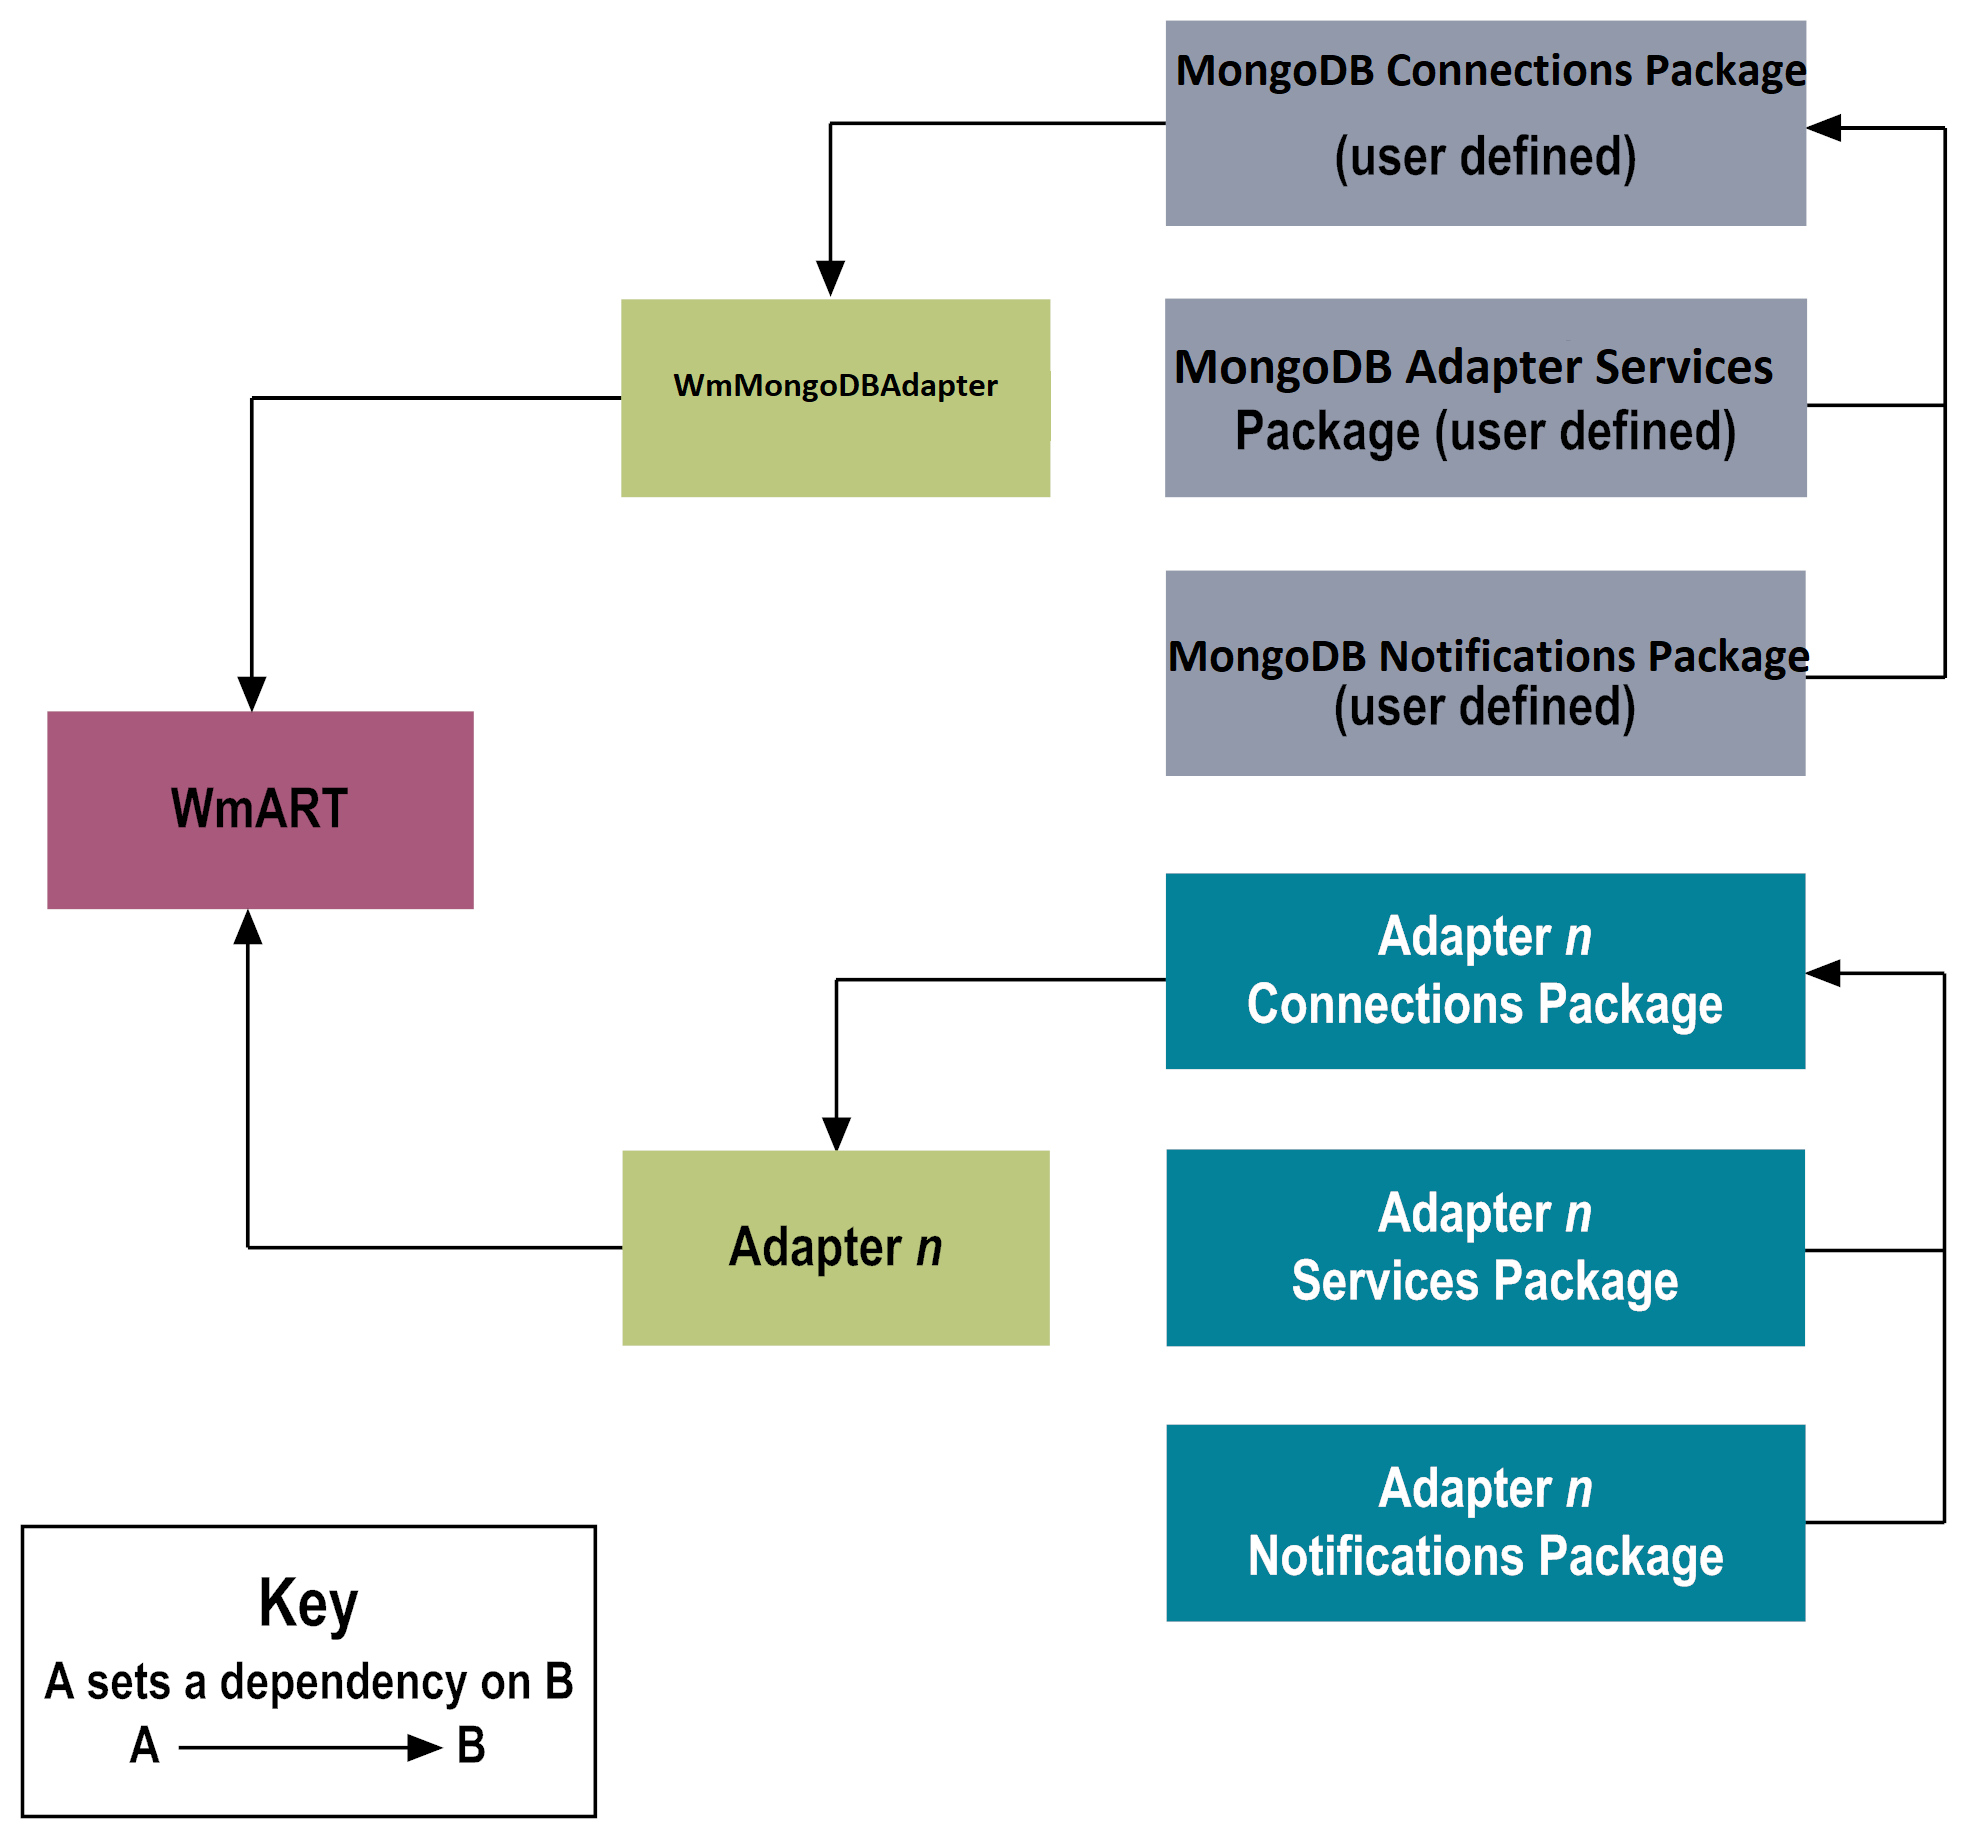 MongoDB Connections Package
(user defined)
WmMongoDBAdapter
MongoDB Adapter Services
Package (user defined)
MongoDB Notifications Package
(user defined)
WmART
Adapter n
Connections Package
Adapter n
Adapter n
Services Package
Adapter n
Notifications Package
Key
A sets a dependency on B
A B